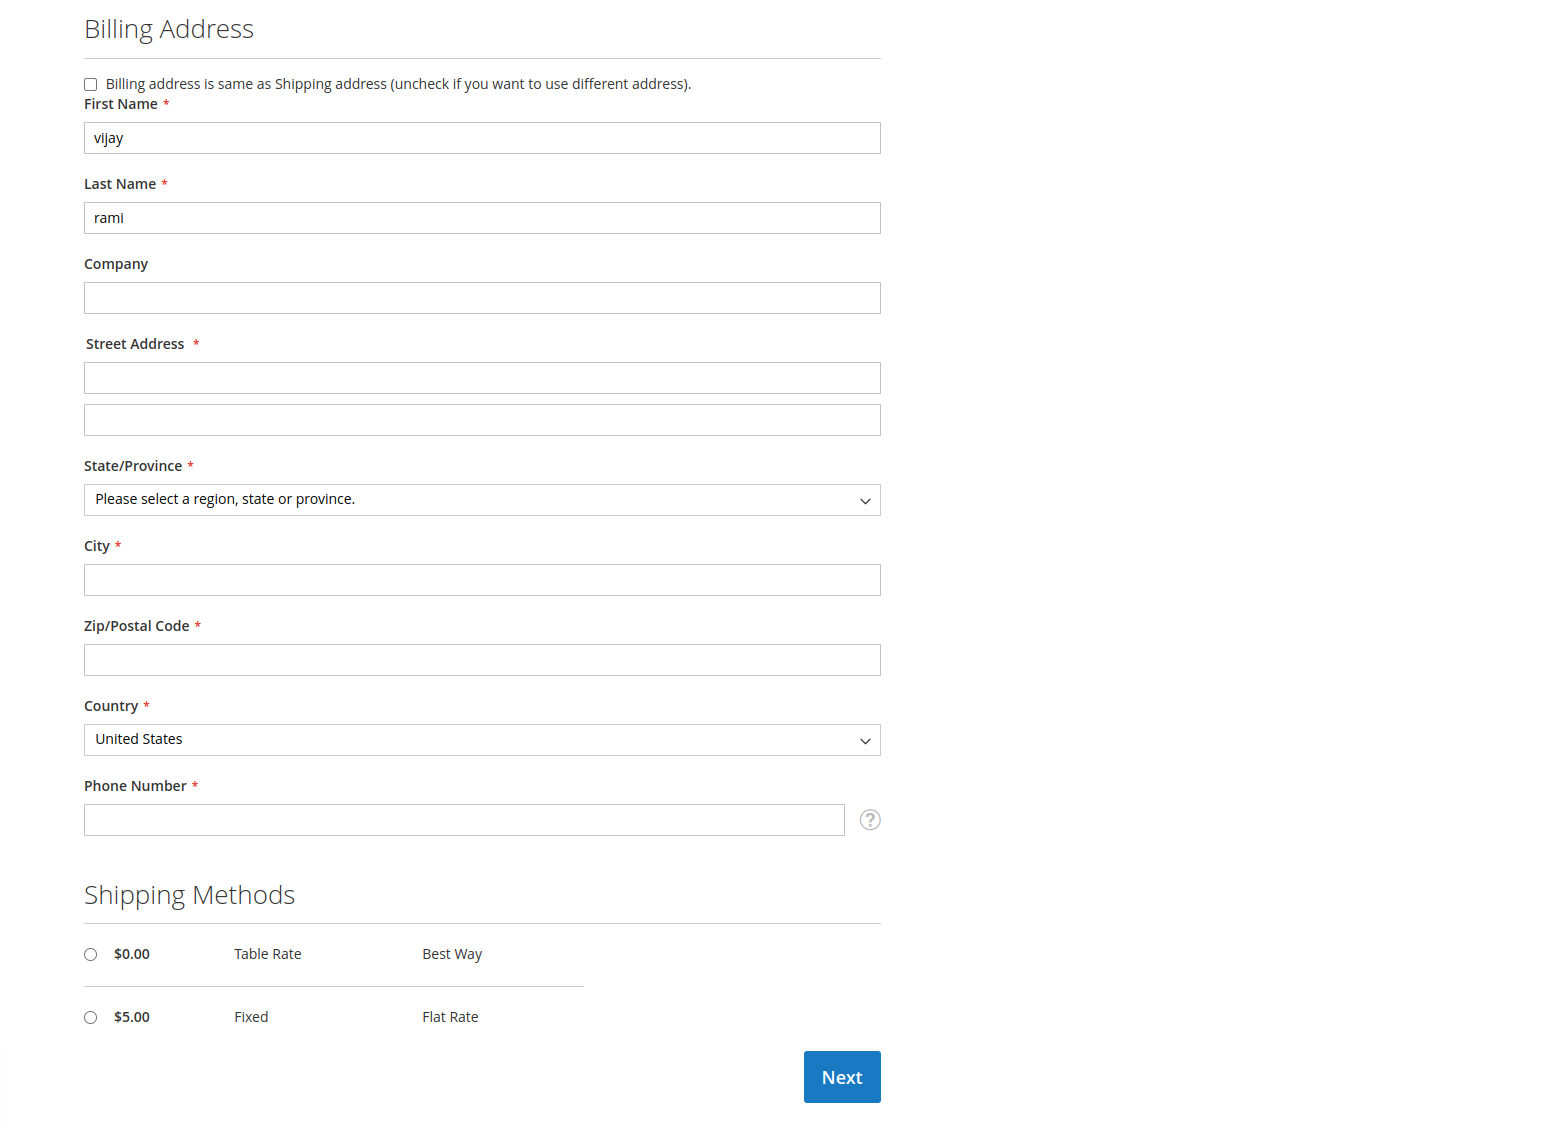 Billing Address
Billing address is same as Shipping address (uncheck if you want to use different address).
First Name *
vijay
Last Name *
rami
Company
Street Address *
State/Province *
Please select a region, state or province.
City *
Zip/Postal Code *
Country *
United States
Phone Number *
?
Shipping Methods
$0.00 Table Rate Best Way
$5.00 Fixed Flat Rate
Next